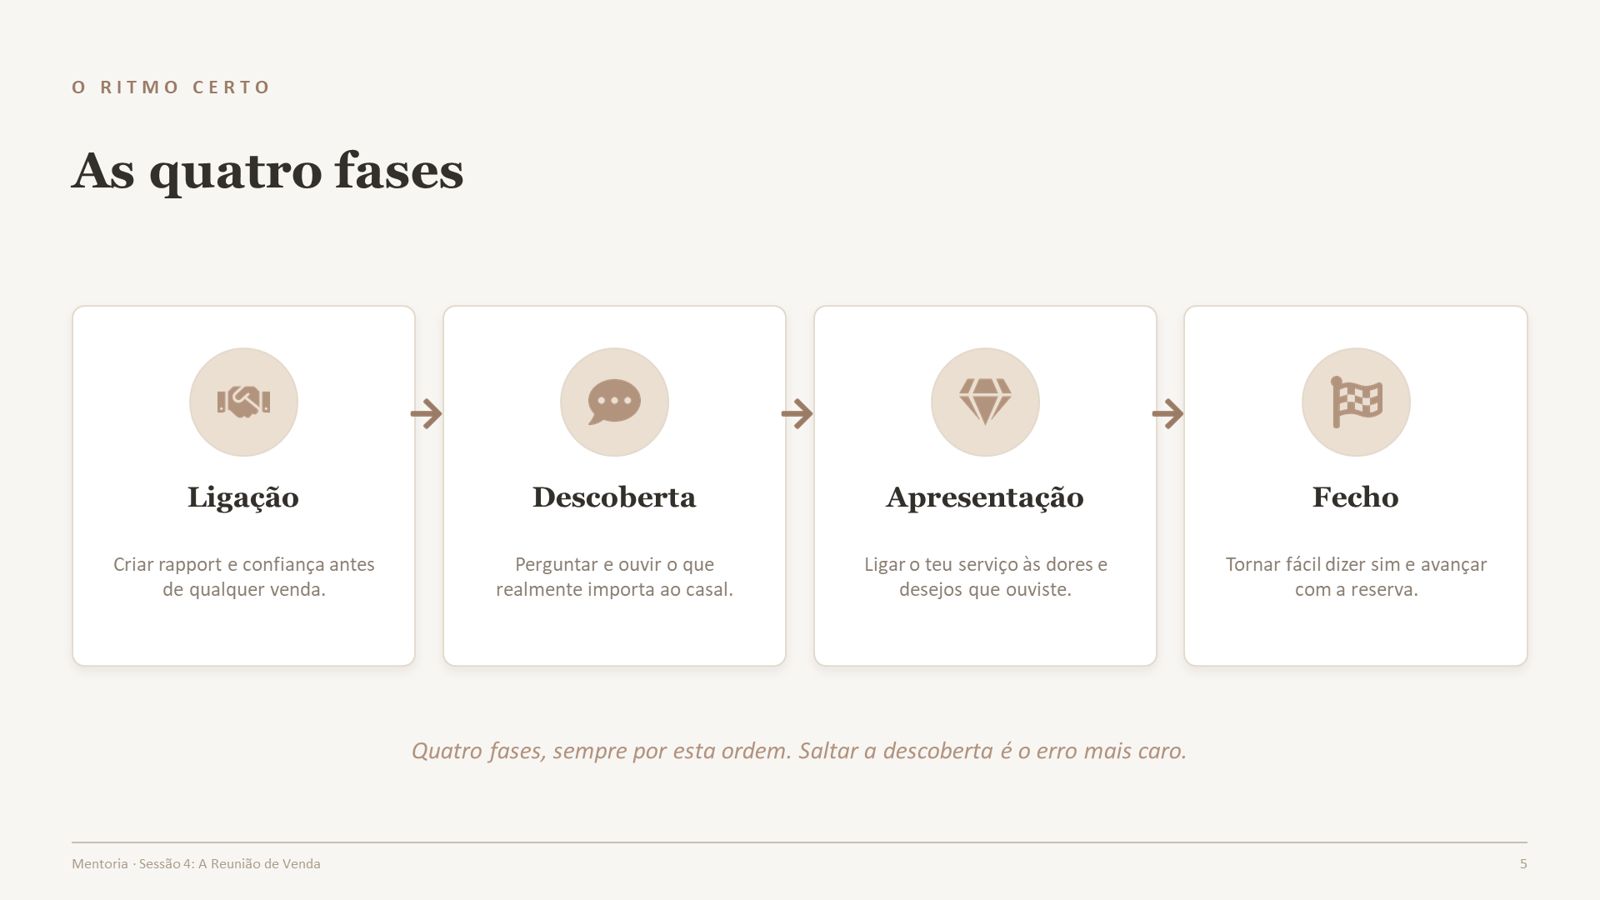 O RITMO CERTO
As quatro fases
Ligação
Criar rapport e confiança antes
de qualquer venda.
Descoberta
Perguntar e ouvir o que
realmente importa ao casal.
Apresentação
Ligar o teu serviço às dores e
desejos que ouviste.
Fecho
Tornar fácil dizer sim e avançar
com a reserva.
Quatro fases, sempre por esta ordem. Saltar a descoberta é o erro mais caro.
Mentoria · Sessão 4: A Reunião de Venda
5